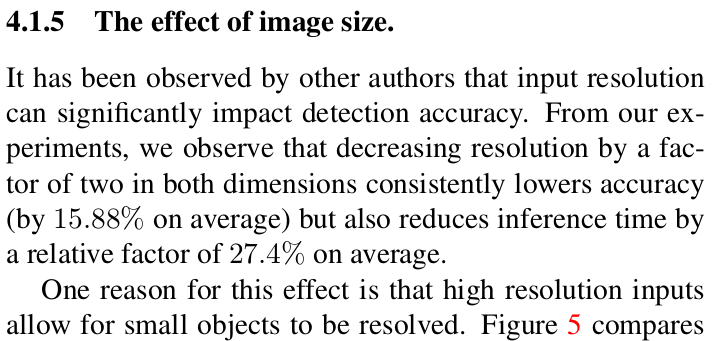 4.1.5 The effect of image size.
It has been observed by other authors that input resolution
can significantly impact detection accuracy. From our ex-
periments, we observe that decreasing resolution by a fac-
tor of two in both dimensions consistently lowers accuracy
(by 15.88% on average) but also reduces inference time by
a relative factor of 27.4% on average.
One reason for this effect is that high resolution inputs
allow for small objects to be resolved. Figure 5 compares